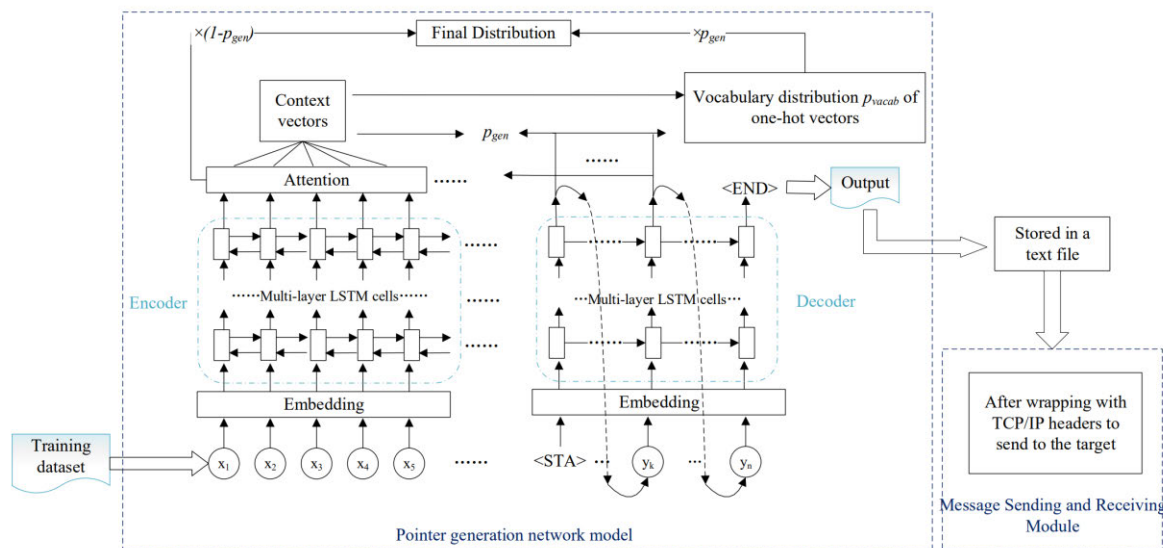 ×(1-pgen)
Final Distribution
×pgen
Context
vectors
Vocabulary distribution pvacab of
one-hot vectors
pgen
......
Attention
......
<END>
Output
Stored in a
text file
......
......
......
Encoder
......Multi-layer LSTM cells......
......
......Multi-layer LSTM cells...
Decoder
......
......
......
Embedding
Embedding
After wrapping with
TCP/IP headers to
send to the target
Training
dataset
x1
x2
x3
x4
x5
......
<STA>
...
yk
...
yn
Message Sending and Receiving
Module
Pointer generation network model